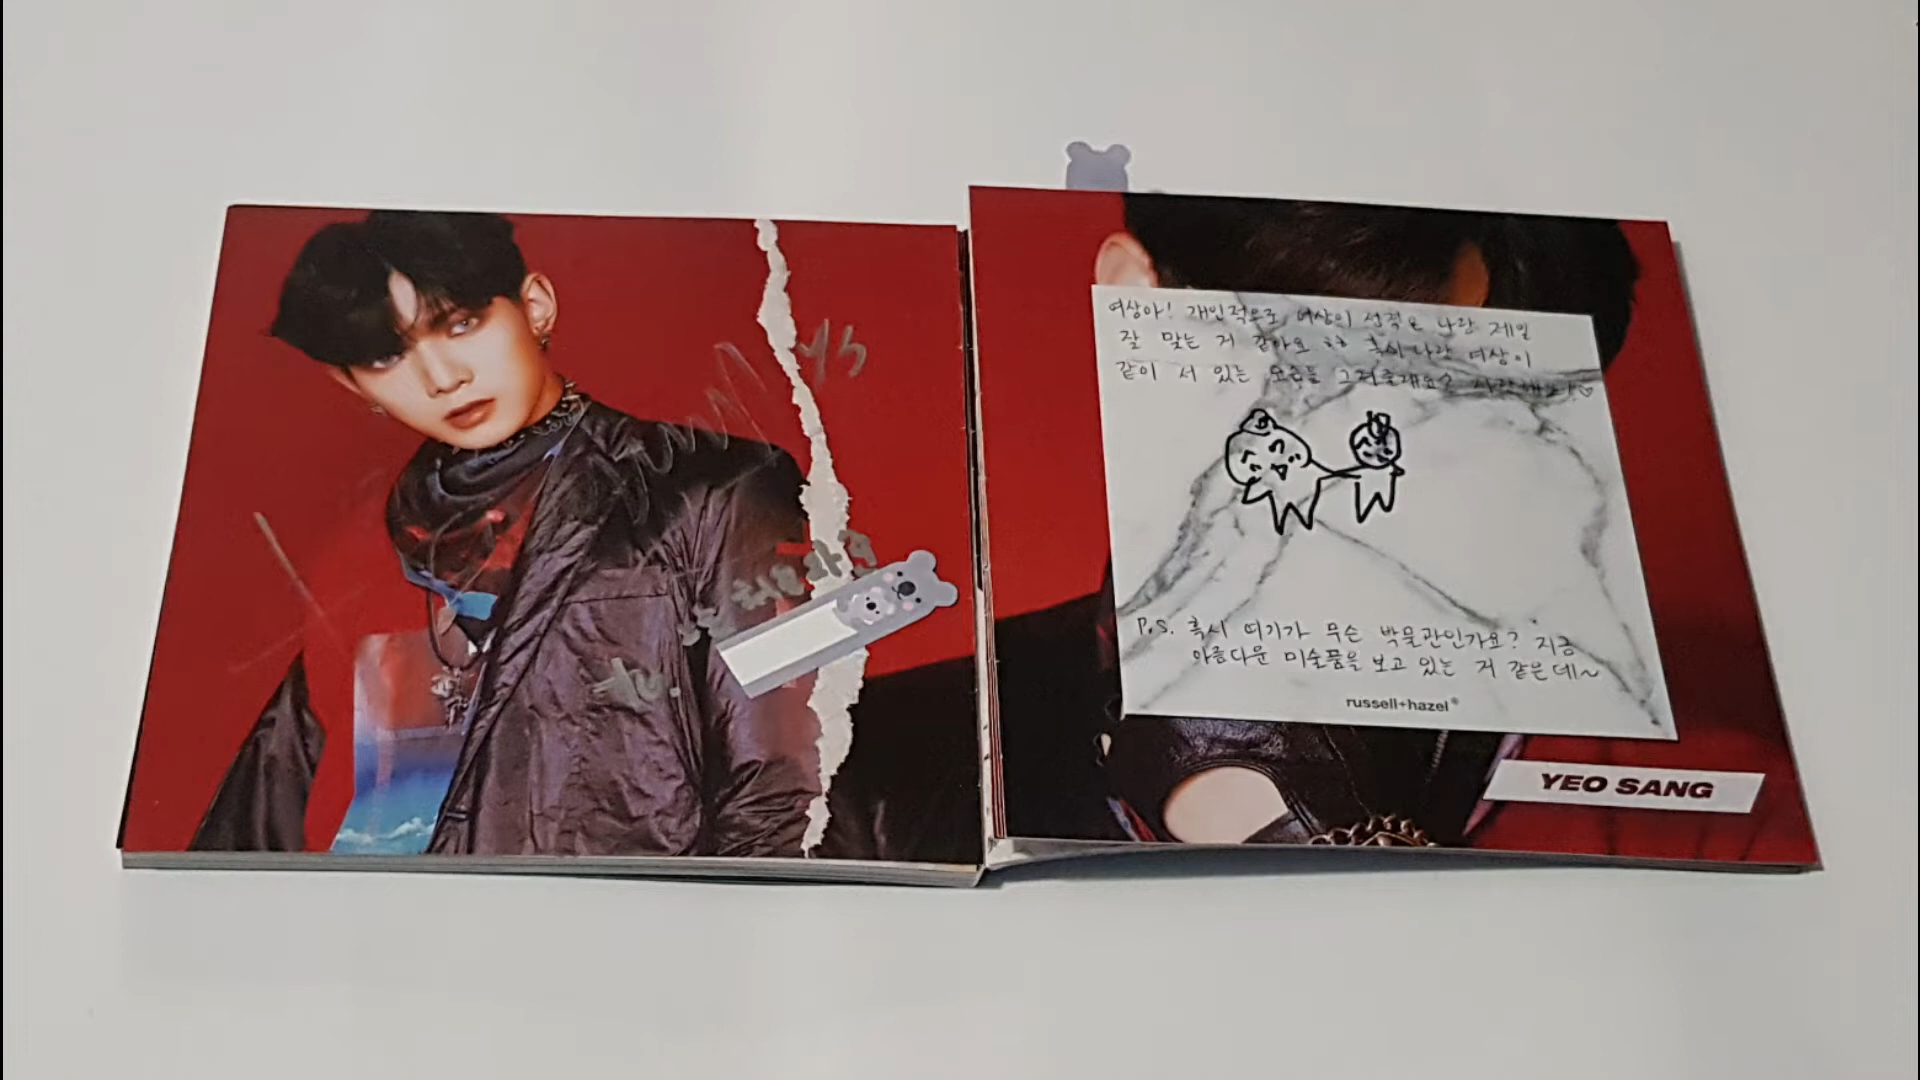 여상아! 개인적으로 여상이 성격은 나랑 제일
잘 맞는 거 같아요 ㅎㅎ 혹시 나랑 여상이
같이 서 있는 모습을 그려줄래요? 사랑해요!♡
P.S. 혹시 여기가 무슨 박물관인가요? 지금
아름다운 미술품을 보고 있는 거 같은데~
russell+hazel®
YEO SANG